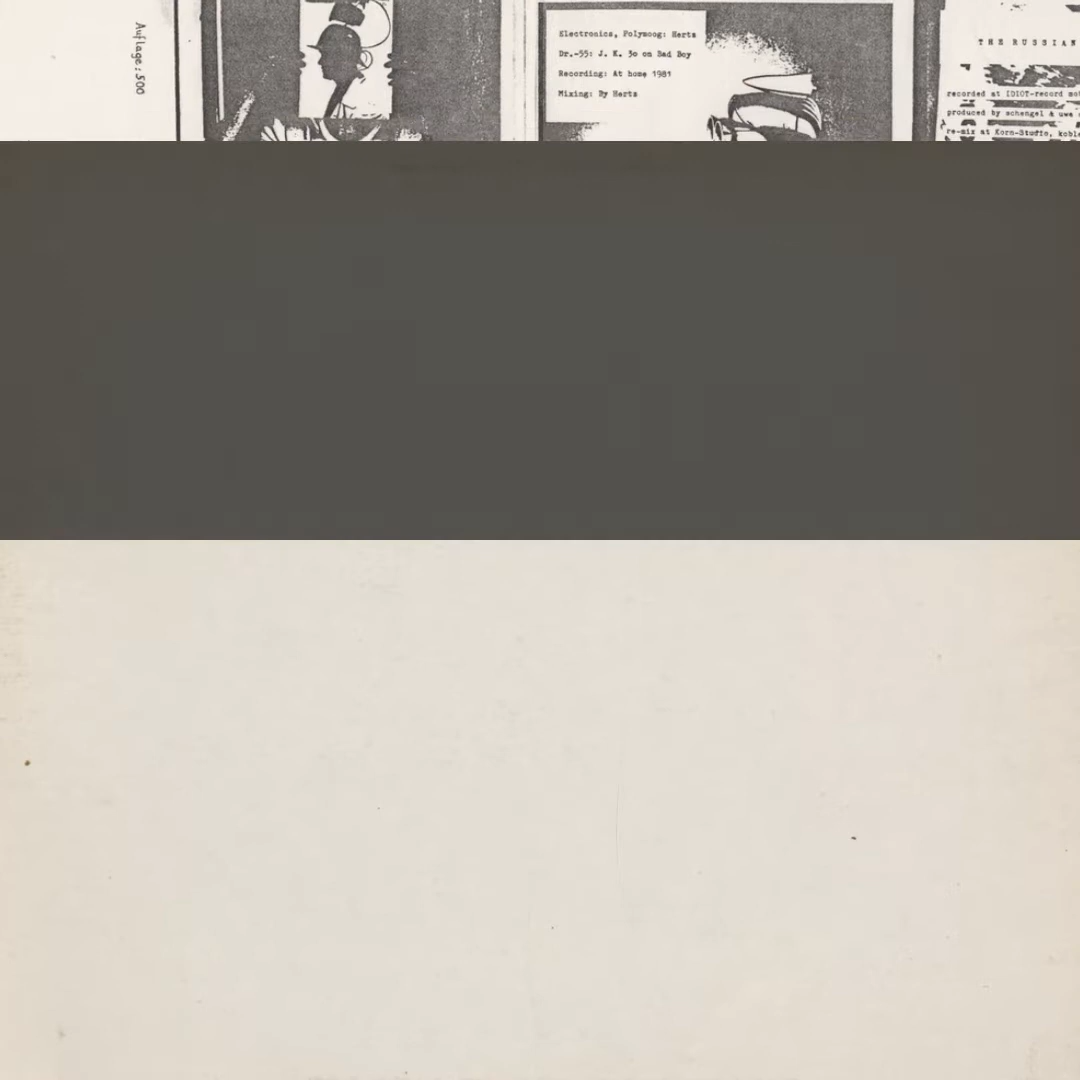 Auflage: 500
Electronics, Polymoog: Herts
Dr.-55: J. K. 3o on Bad Boy
Recording: At home 1981
Mixing: By Herts
THE RUSSIAN
recorded at IDIOT-record mo
produced by schengel & uwe
re-mix at Korn-Studio, kobl